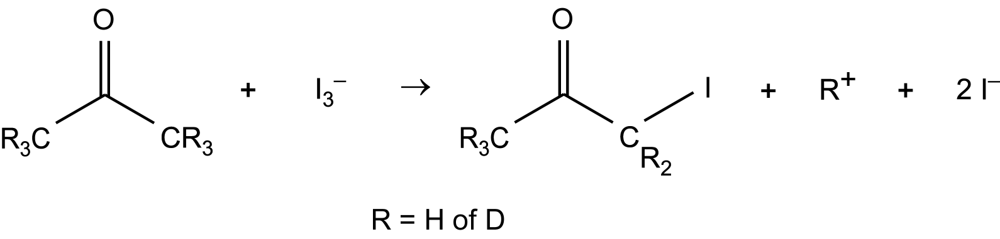 O O
R₃C CR₃ + I₃⁻ → R₃C C R₂ I + R⁺ + 2 I⁻
R = H of D